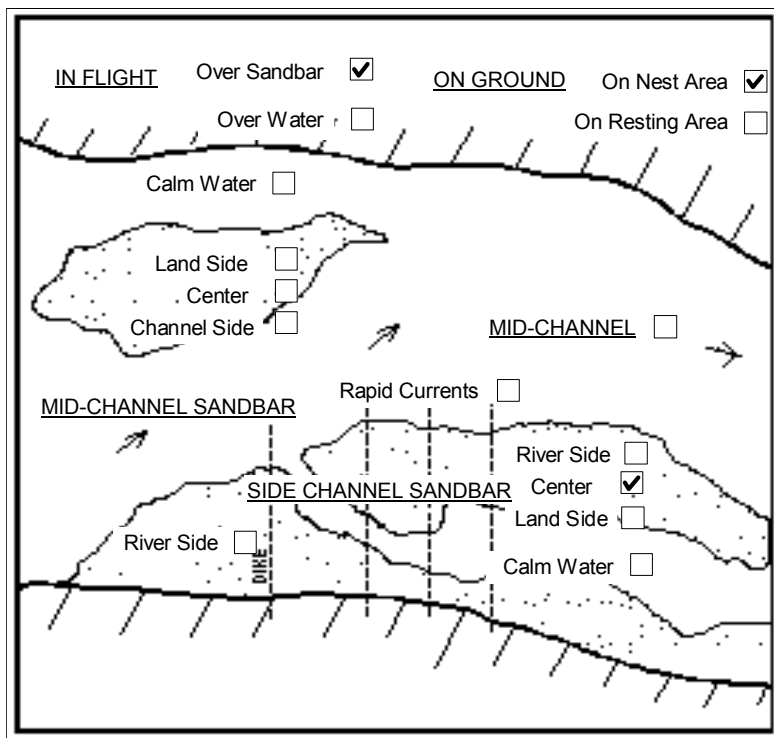 IN FLIGHT
Over Sandbar
ON GROUND
On Nest Area
Over Water
On Resting Area
Calm Water
Land Side
Center
Channel Side
MID-CHANNEL
Rapid Currents
MID-CHANNEL SANDBAR
River Side
SIDE CHANNEL SANDBAR
Center
Land Side
River Side
DIKE
Calm Water